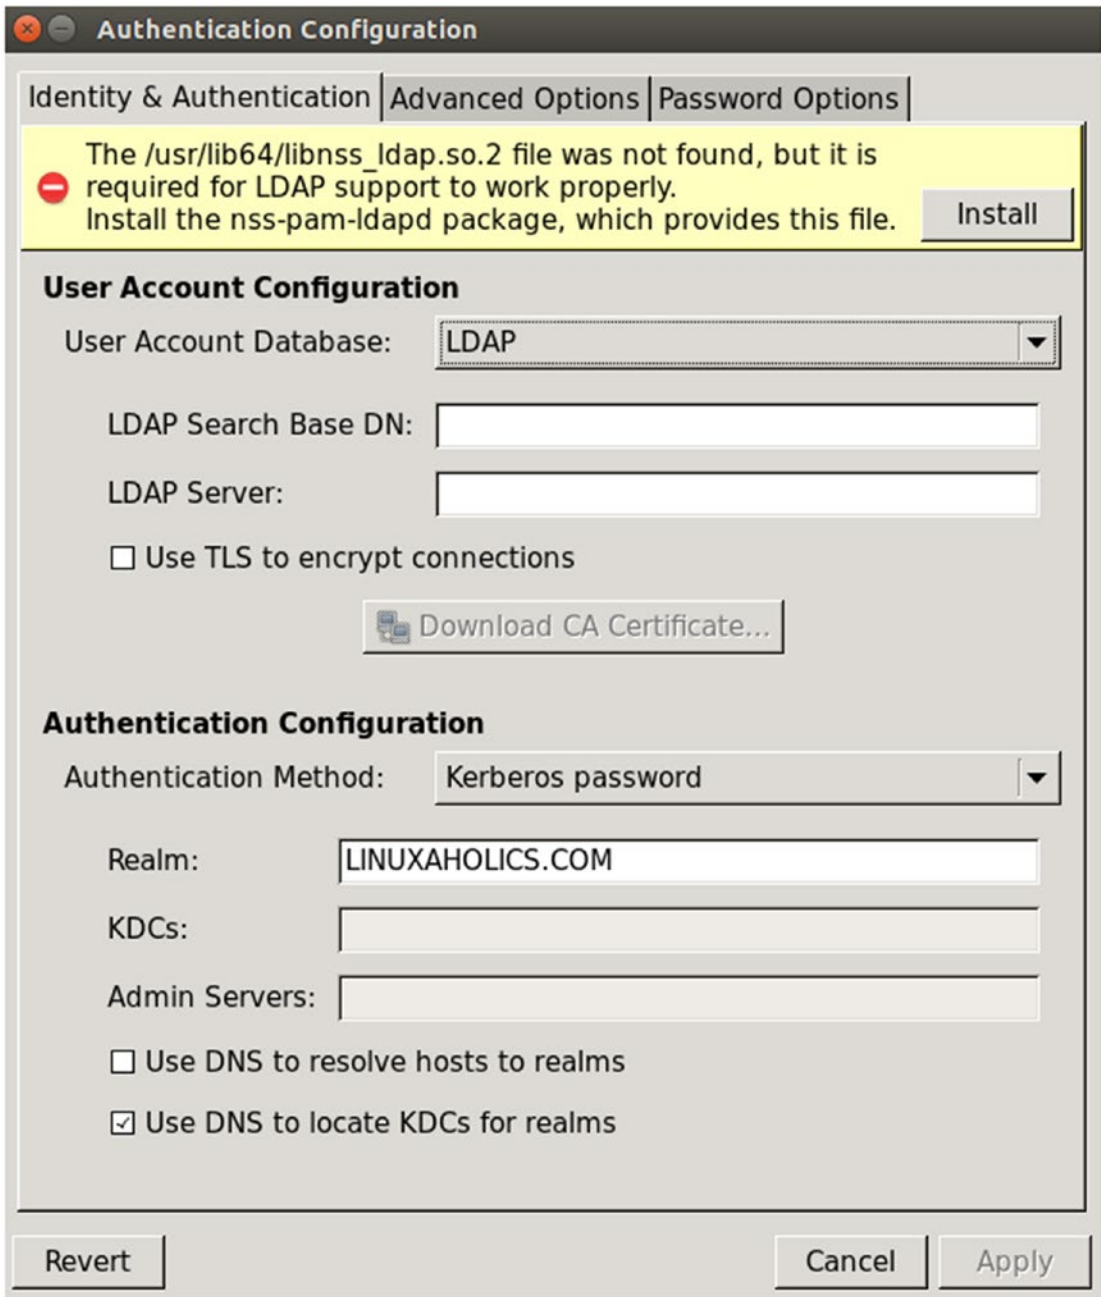 Authentication Configuration
Identity & Authentication
Advanced Options
Password Options
The /usr/lib64/libnss_ldap.so.2 file was not found, but it is
required for LDAP support to work properly.
Install the nss-pam-ldapd package, which provides this file.
Install
User Account Configuration
User Account Database: LDAP
LDAP Search Base DN:
LDAP Server:
Use TLS to encrypt connections
Download CA Certificate...
Authentication Configuration
Authentication Method: Kerberos password
Realm: LINUXAHOLICS.COM
KDCs:
Admin Servers:
Use DNS to resolve hosts to realms
Use DNS to locate KDCs for realms
Revert
Cancel
Apply